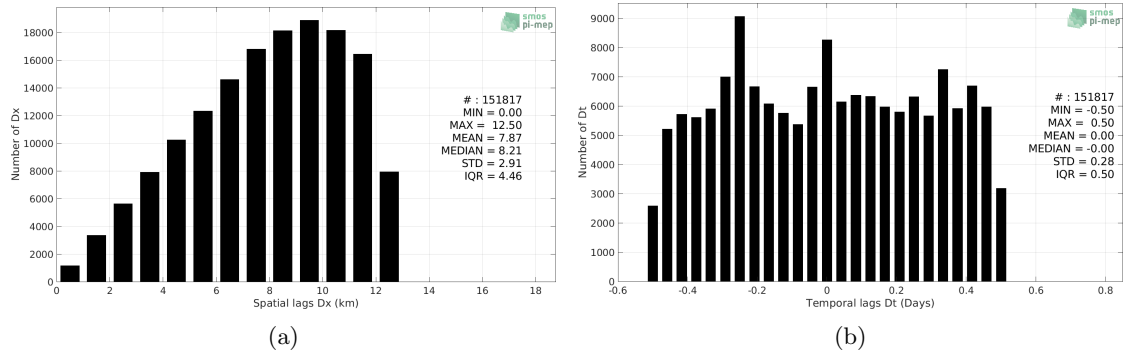 smos
pi-mep
18000
16000
14000
12000
10000
8000
6000
4000
2000
0
Number of Dx
# : 151817
MIN = 0.00
MAX = 12.50
MEAN = 7.87
MEDIAN = 8.21
STD = 2.91
IQR = 4.46
0 2 4 6 8 10 12 14 16 18
Spatial lags Dx (km)
(a)
smos
pi-mep
9000
8000
7000
6000
5000
4000
3000
2000
1000
0
Number of Dt
# : 151817
MIN = -0.50
MAX = 0.50
MEAN = 0.00
MEDIAN = -0.00
STD = 0.28
IQR = 0.50
-0.6 -0.4 -0.2 0 0.2 0.4 0.6 0.8
Temporal lags Dt (Days)
(b)